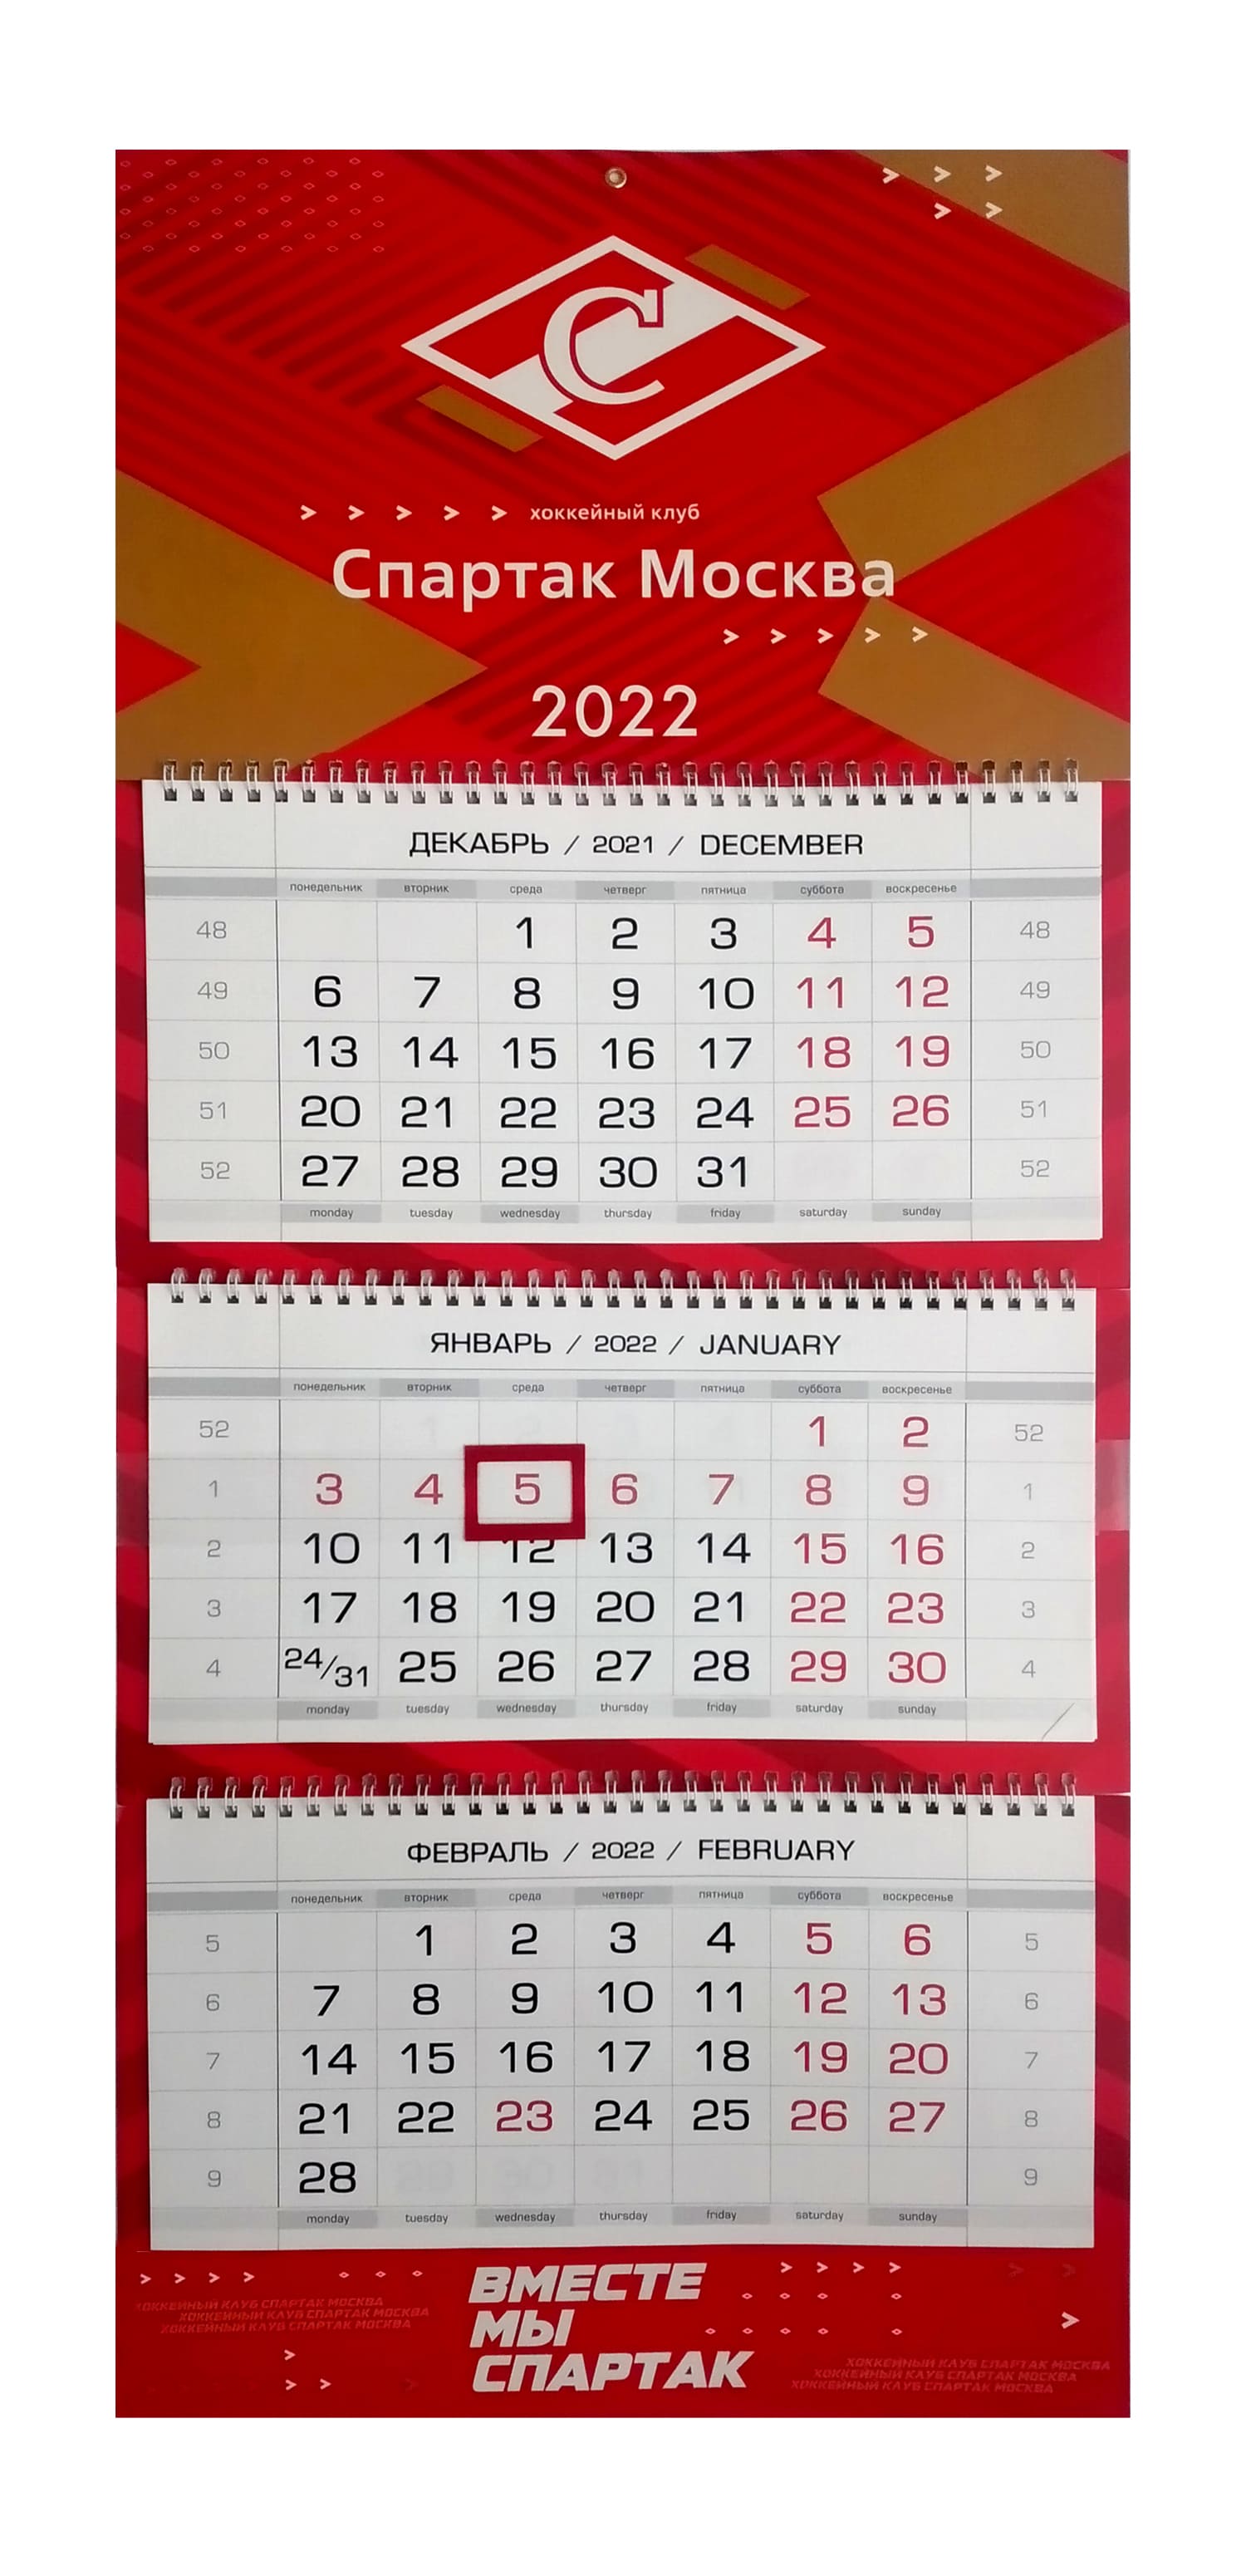 С
хоккейный клуб
Спартак Москва
2022
ДЕКАБРЬ / 2021 / DECEMBER
понедельник вторник среда четверг пятница суббота воскресенье
48 1 2 3 4 5 48
49 6 7 8 9 10 11 12 49
50 13 14 15 16 17 18 19 50
51 20 21 22 23 24 25 26 51
52 27 28 29 30 31 52
monday tuesday wednesday thursday friday saturday sunday
ЯНВАРЬ / 2022 / JANUARY
понедельник вторник среда четверг пятница суббота воскресенье
52 1 2 52
1 3 4 5 6 7 8 9 1
2 10 11 12 13 14 15 16 2
3 17 18 19 20 21 22 23 3
4 24/31 25 26 27 28 29 30 4
monday tuesday wednesday thursday friday saturday sunday
ФЕВРАЛЬ / 2022 / FEBRUARY
понедельник вторник среда четверг пятница суббота воскресенье
5 1 2 3 4 5 6 5
6 7 8 9 10 11 12 13 6
7 14 15 16 17 18 19 20 7
8 21 22 23 24 25 26 27 8
9 28 9
monday tuesday wednesday thursday friday saturday sunday
ВМЕСТЕ
МЫ
СПАРТАК
ХОККЕЙНЫЙ КЛУБ СПАРТАК МОСКВА
ХОККЕЙНЫЙ КЛУБ СПАРТАК МОСКВА
ХОККЕЙНЫЙ КЛУБ СПАРТАК МОСКВА
ХОККЕЙНЫЙ КЛУБ СПАРТАК МОСКВА
ХОККЕЙНЫЙ КЛУБ СПАРТАК МОСКВА
ХОККЕЙНЫЙ КЛУБ СПАРТАК МОСКВА